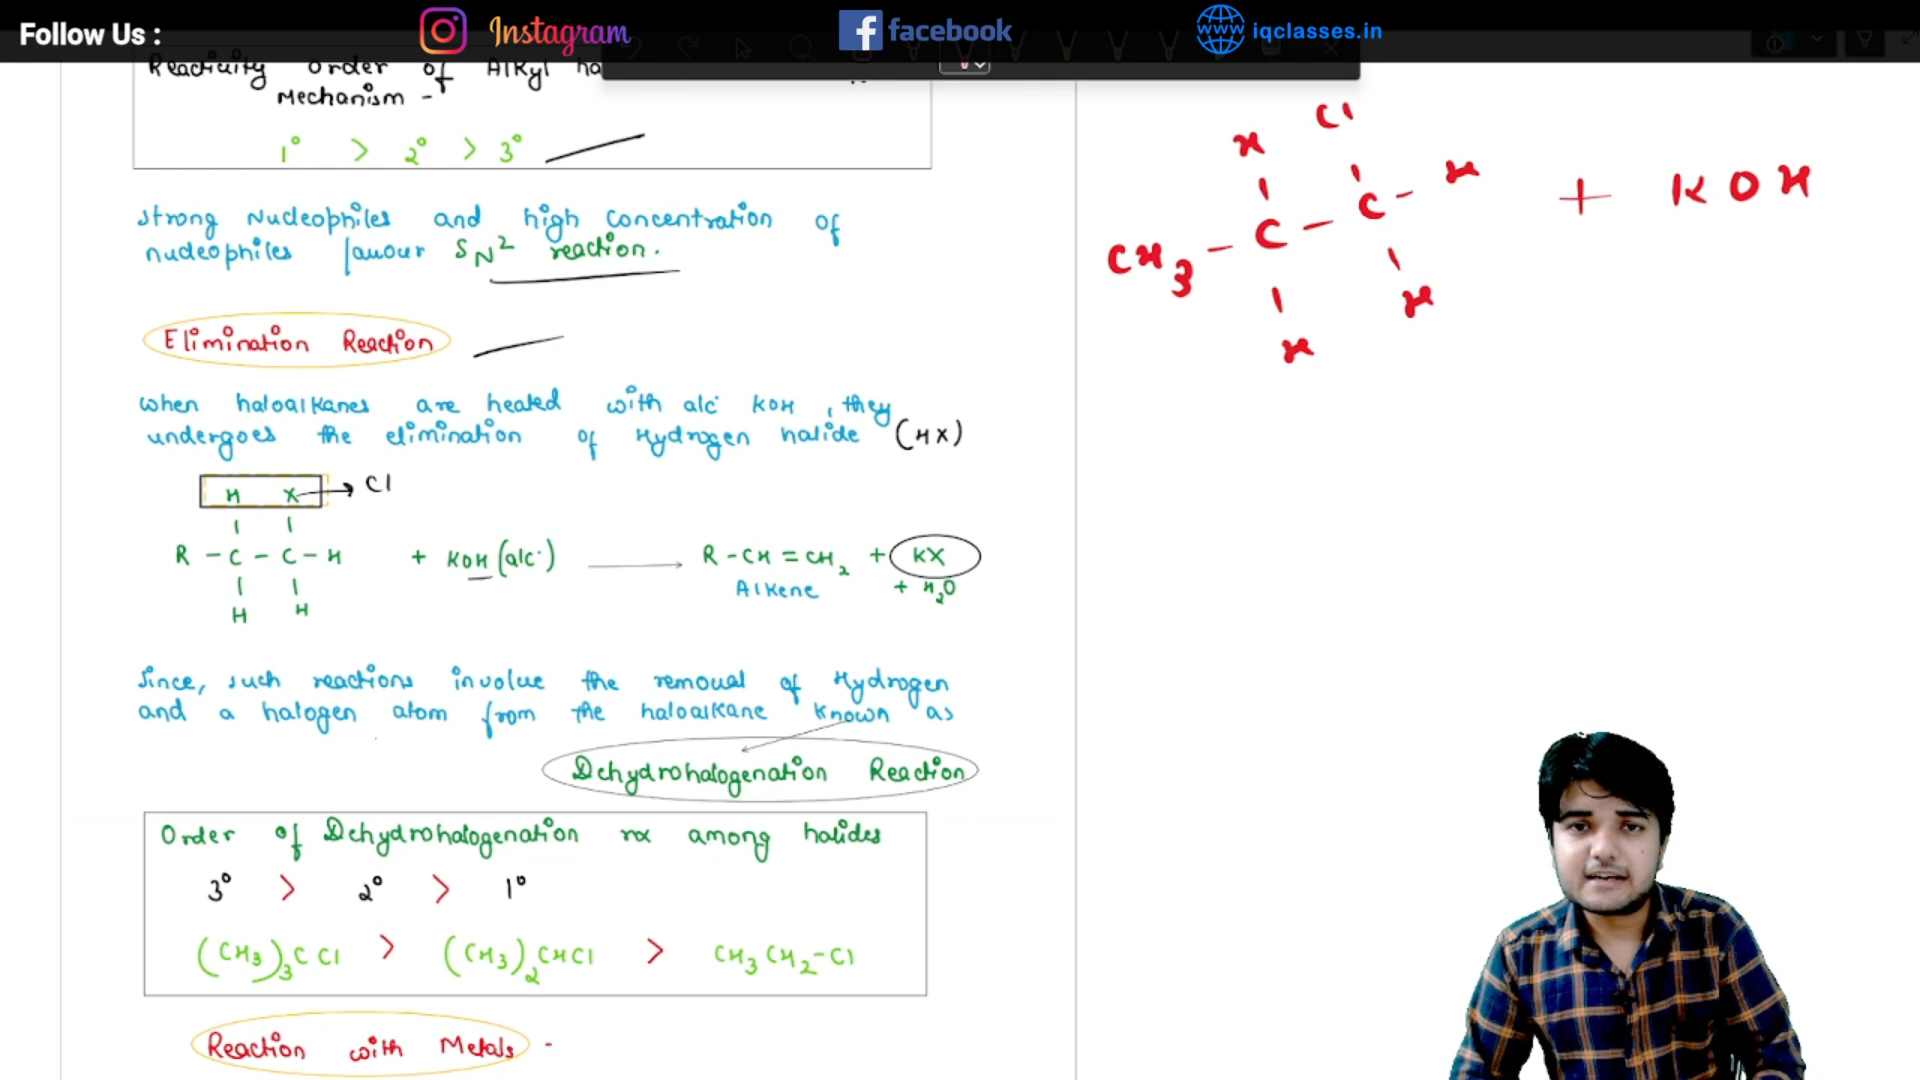 Follow Us :
Instagram
facebook
www iqclasses.in
Reactivity order of Alkyl ha
Mechanism -
1° > 2° > 3°
strong Nucleophiles and high concentration of
nucleophiles favour SN2 reaction.
Elimination Reaction
when haloalkanes are heated with alc KOH, they
undergoes the elimination of Hydrogen halide (HX)
H X → Cl
R - C - C - H + KOH (alc.) → R - CH = CH2 + KX
H H
Alkene + H2O
Since, such reactions involve the removal of Hydrogen
and a halogen atom from the haloalkane known as
Dehydrohalogenation Reaction
Order of Dehydrohalogenation rx among halides
3° > 2° > 1°
(CH3)3CCl > (CH3)2CHCl > CH3CH2-Cl
Reaction with Metals -
H Cl
CH3 - C - C - H + KOH
H H